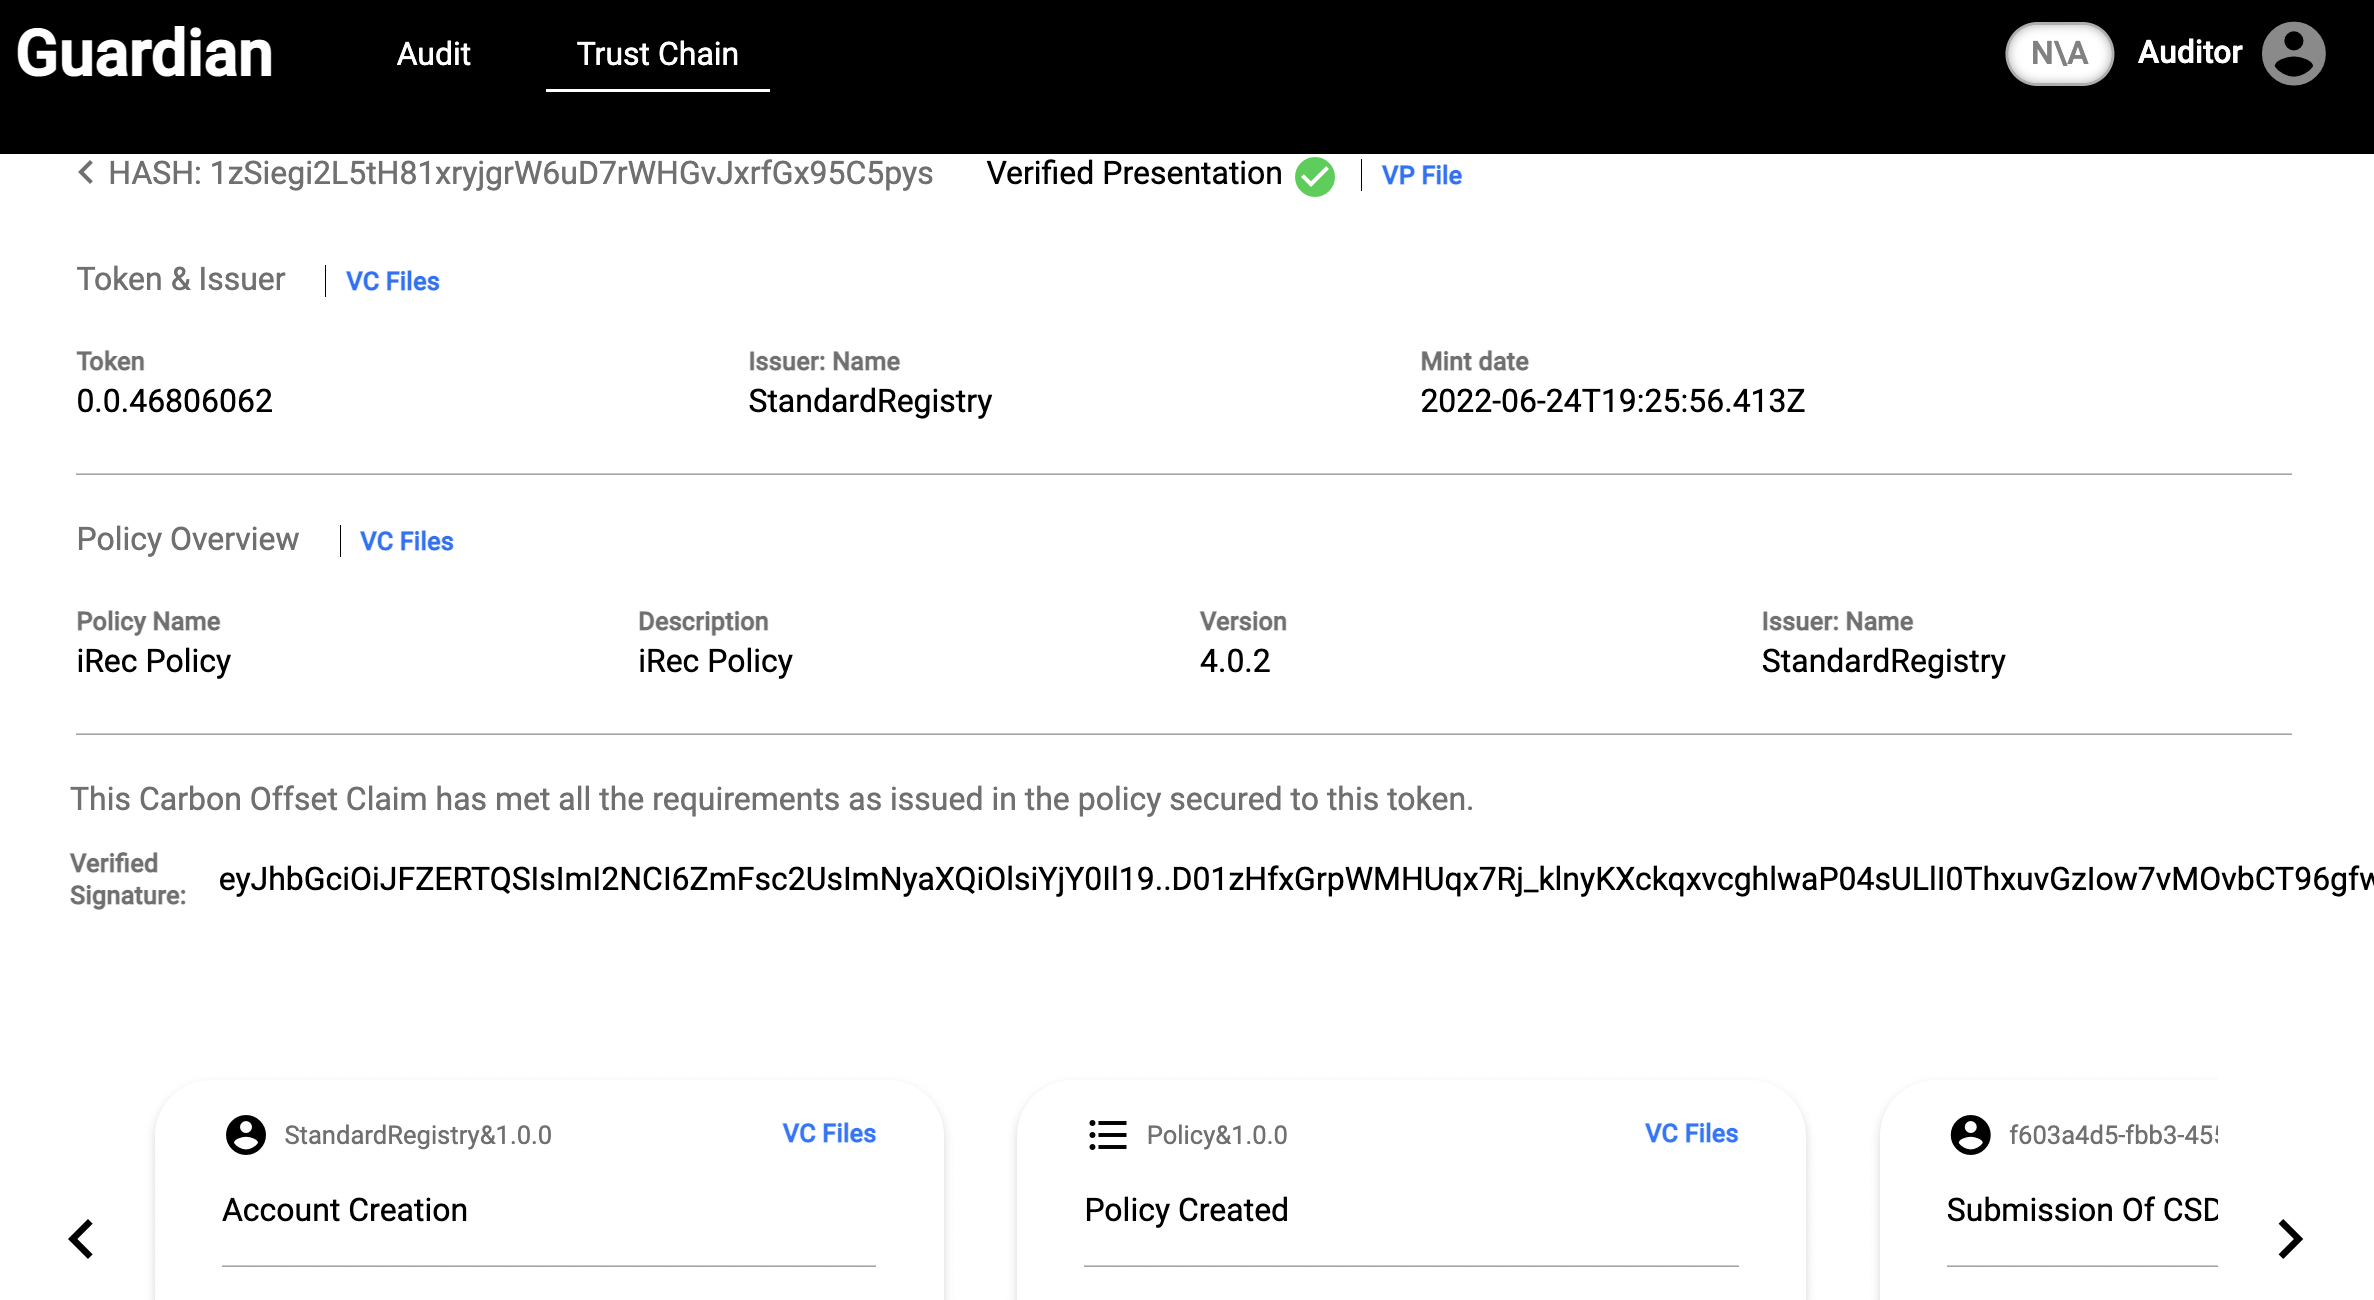 Guardian Audit Trust Chain N\A Auditor
HASH: 1zSiegi2L5tH81xryjgrW6uD7rWHGvJxrfGx95C5pys Verified Presentation VP File
Token & Issuer VC Files
Token Issuer: Name Mint date
0.0.46806062 StandardRegistry 2022-06-24T19:25:56.413Z
Policy Overview VC Files
Policy Name Description Version Issuer: Name
iRec Policy iRec Policy 4.0.2 StandardRegistry
This Carbon Offset Claim has met all the requirements as issued in the policy secured to this token.
Verified
Signature: eyJhbGciOiJFZERTQSIsImI2NCI6ZmFsc2UsImNyaXQiOlsiYjY0Il19..D01zHfxGrpWMHUqx7Rj_klnyKXckqxvcghlwaP04sULlI0ThxuvGzIow7vMOvbCT96gfw
StandardRegistry&1.0.0 VC Files Policy&1.0.0 VC Files f603a4d5-fbb3-455
Account Creation Policy Created Submission Of CSD